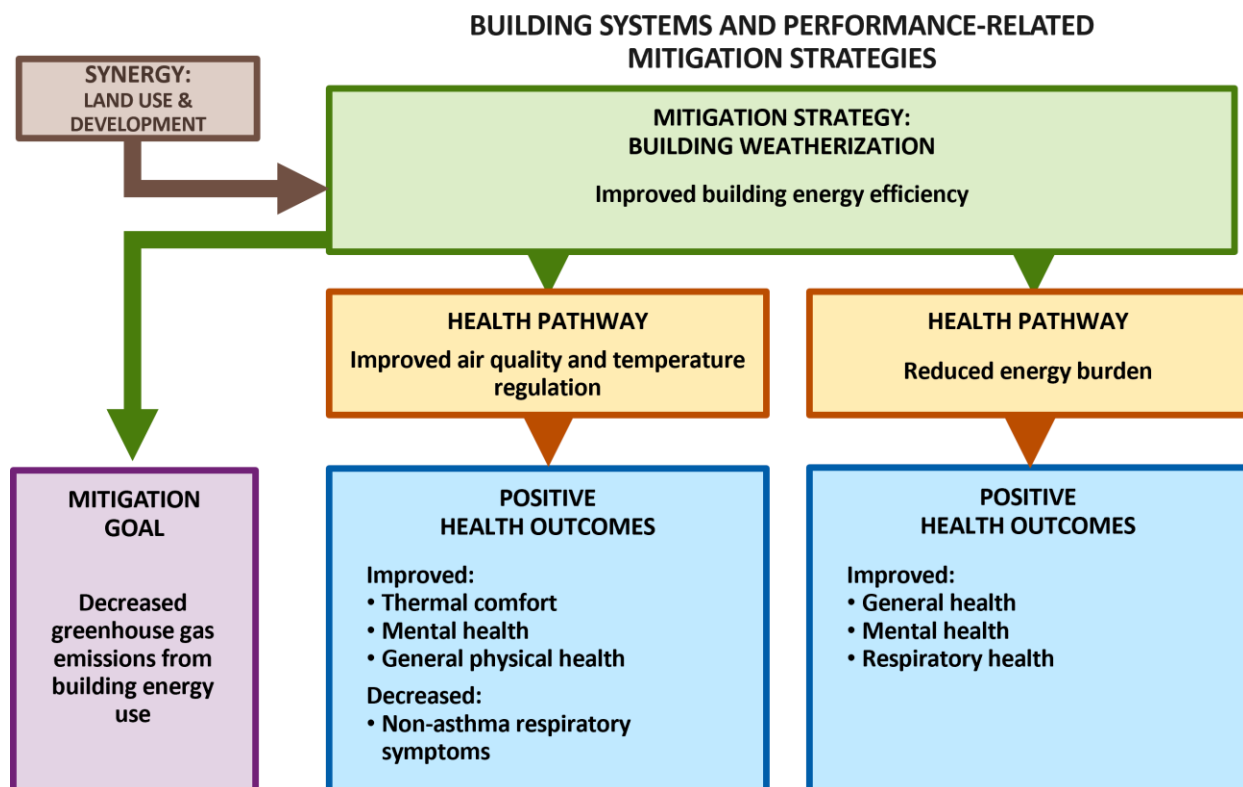 BUILDING SYSTEMS AND PERFORMANCE-RELATED
MITIGATION STRATEGIES
SYNERGY:
LAND USE &
DEVELOPMENT
MITIGATION STRATEGY:
BUILDING WEATHERIZATION
Improved building energy efficiency
HEALTH PATHWAY
Improved air quality and temperature
regulation
HEALTH PATHWAY
Reduced energy burden
MITIGATION
GOAL
Decreased
greenhouse gas
emissions from
building energy
use
POSITIVE
HEALTH OUTCOMES
Improved:
• Thermal comfort
• Mental health
• General physical health
Decreased:
• Non-asthma respiratory
symptoms
POSITIVE
HEALTH OUTCOMES
Improved:
• General health
• Mental health
• Respiratory health